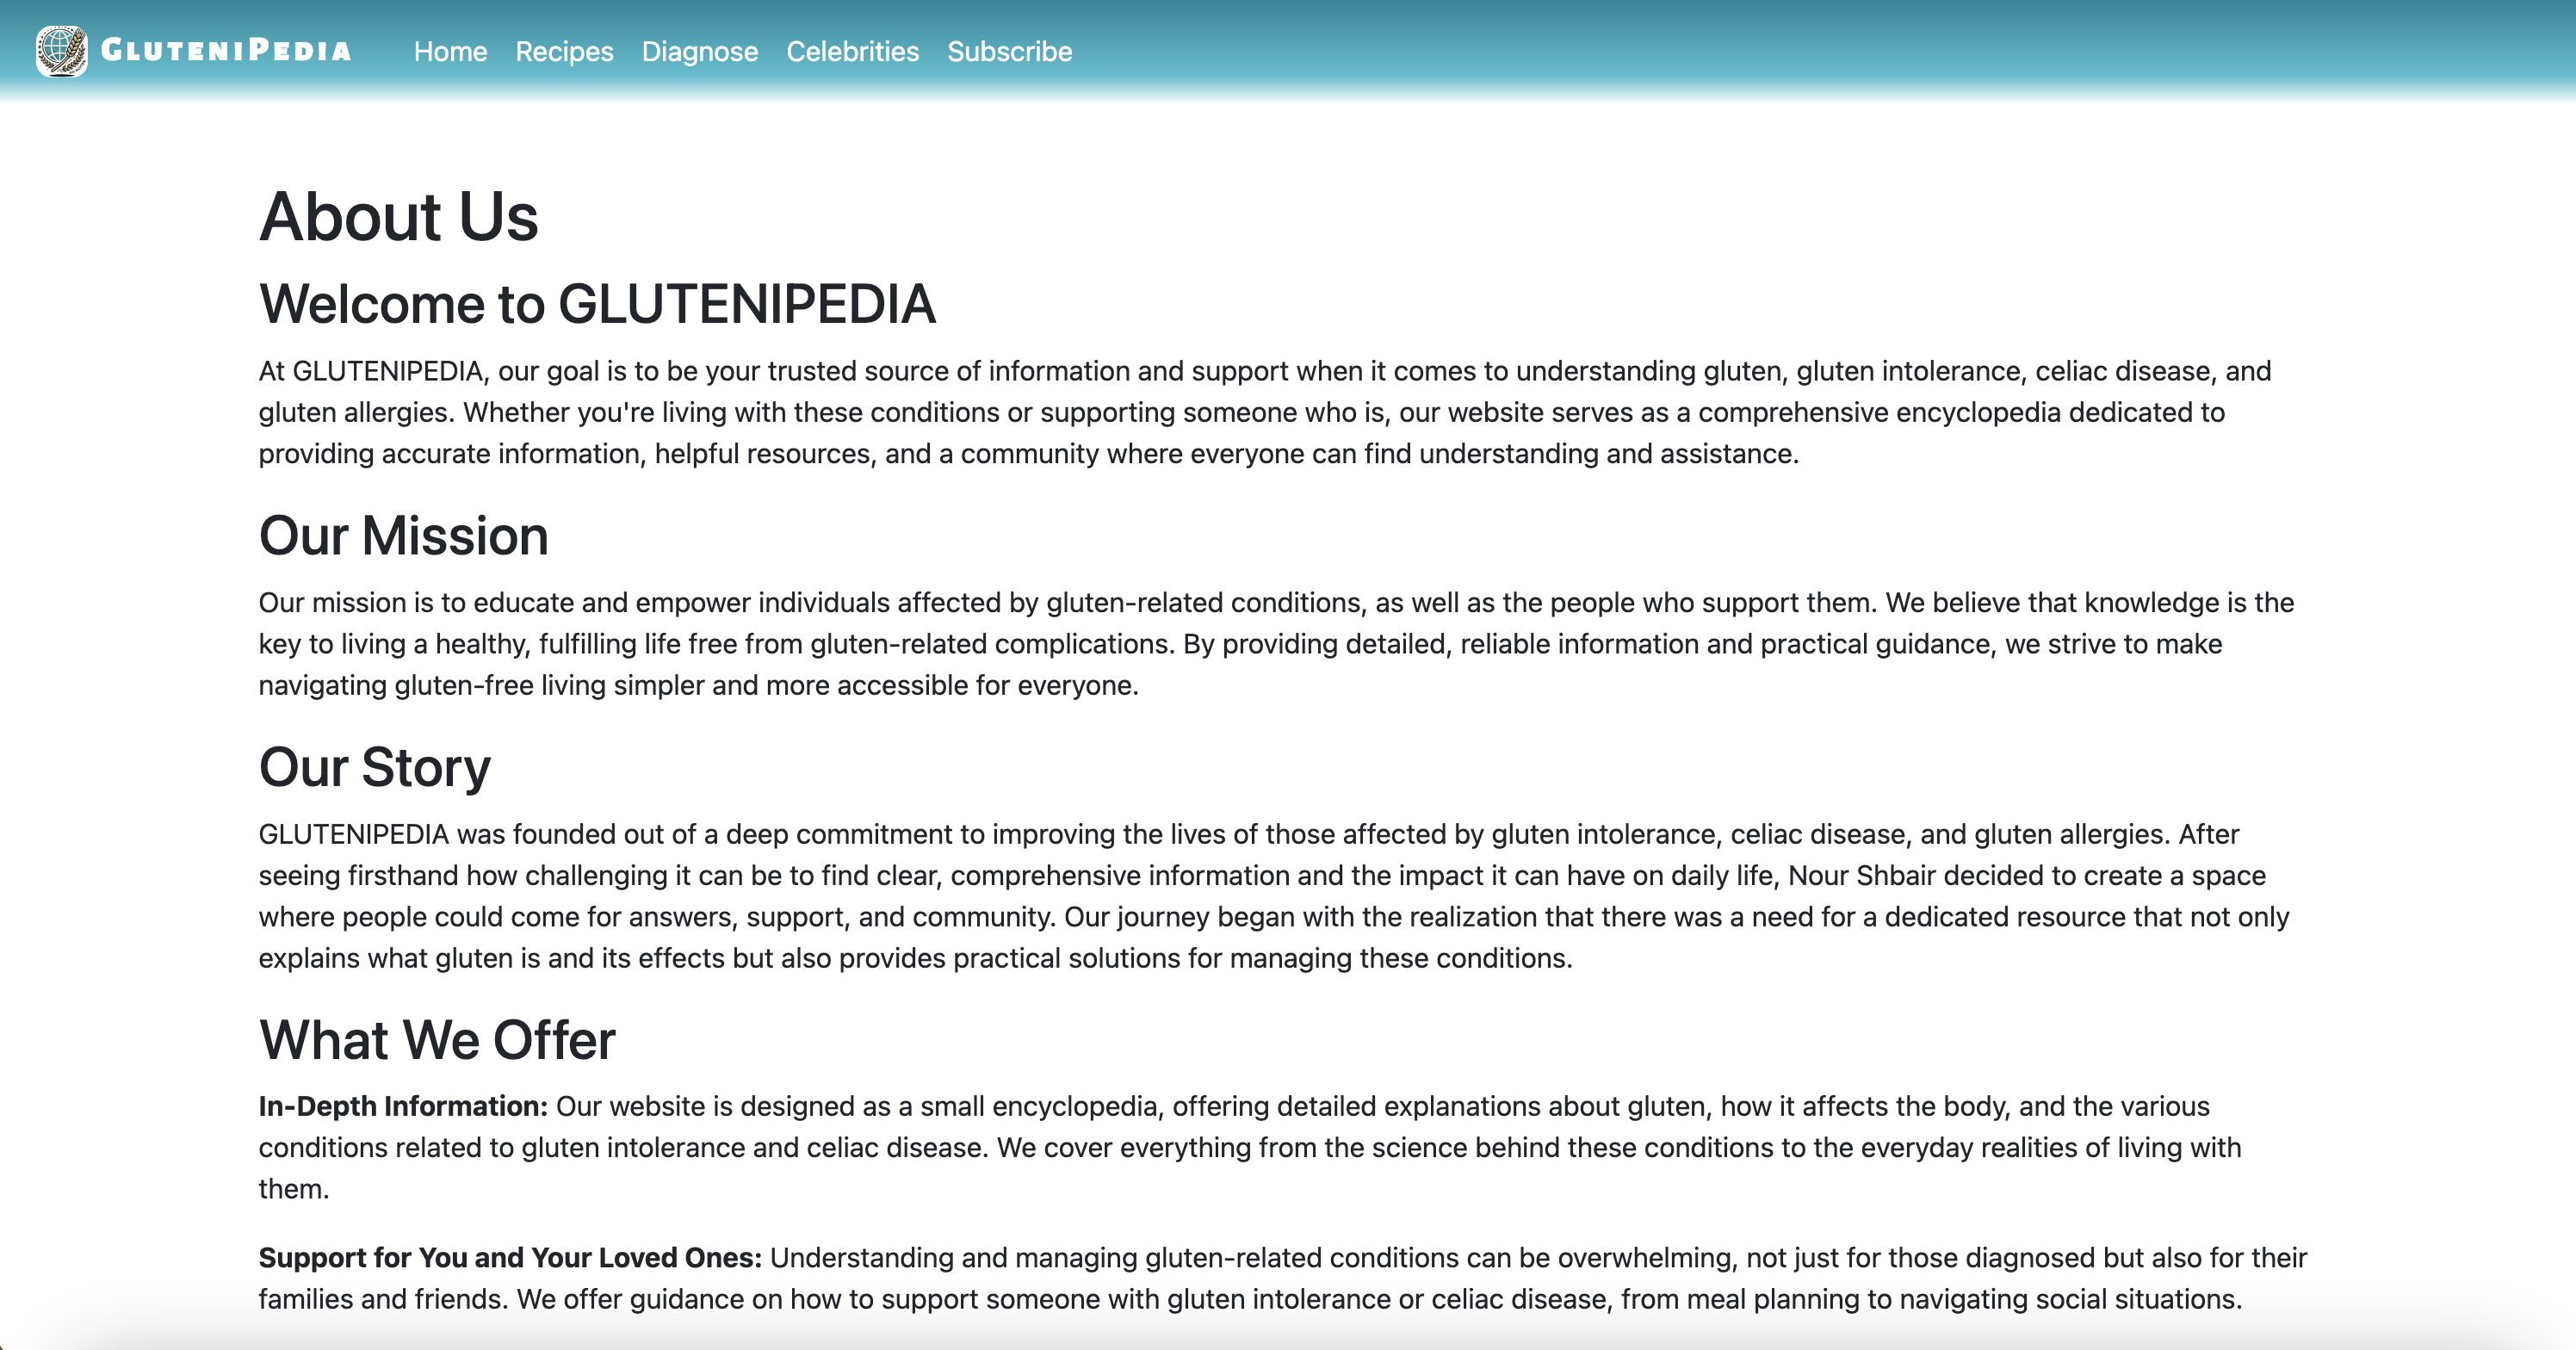 GLUTENIPEDIA
Home Recipes Diagnose Celebrities Subscribe
About Us
Welcome to GLUTENIPEDIA
At GLUTENIPEDIA, our goal is to be your trusted source of information and support when it comes to understanding gluten, gluten intolerance, celiac disease, and
gluten allergies. Whether you're living with these conditions or supporting someone who is, our website serves as a comprehensive encyclopedia dedicated to
providing accurate information, helpful resources, and a community where everyone can find understanding and assistance.
Our Mission
Our mission is to educate and empower individuals affected by gluten-related conditions, as well as the people who support them. We believe that knowledge is the
key to living a healthy, fulfilling life free from gluten-related complications. By providing detailed, reliable information and practical guidance, we strive to make
navigating gluten-free living simpler and more accessible for everyone.
Our Story
GLUTENIPEDIA was founded out of a deep commitment to improving the lives of those affected by gluten intolerance, celiac disease, and gluten allergies. After
seeing firsthand how challenging it can be to find clear, comprehensive information and the impact it can have on daily life, Nour Shbair decided to create a space
where people could come for answers, support, and community. Our journey began with the realization that there was a need for a dedicated resource that not only
explains what gluten is and its effects but also provides practical solutions for managing these conditions.
What We Offer
In-Depth Information: Our website is designed as a small encyclopedia, offering detailed explanations about gluten, how it affects the body, and the various
conditions related to gluten intolerance and celiac disease. We cover everything from the science behind these conditions to the everyday realities of living with
them.
Support for You and Your Loved Ones: Understanding and managing gluten-related conditions can be overwhelming, not just for those diagnosed but also for their
families and friends. We offer guidance on how to support someone with gluten intolerance or celiac disease, from meal planning to navigating social situations.